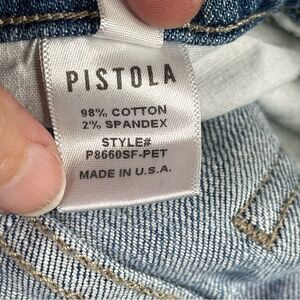 PISTOLA
98% COTTON
2% SPANDEX
STYLE#
P8660SF-PET
MADE IN U.S.A.